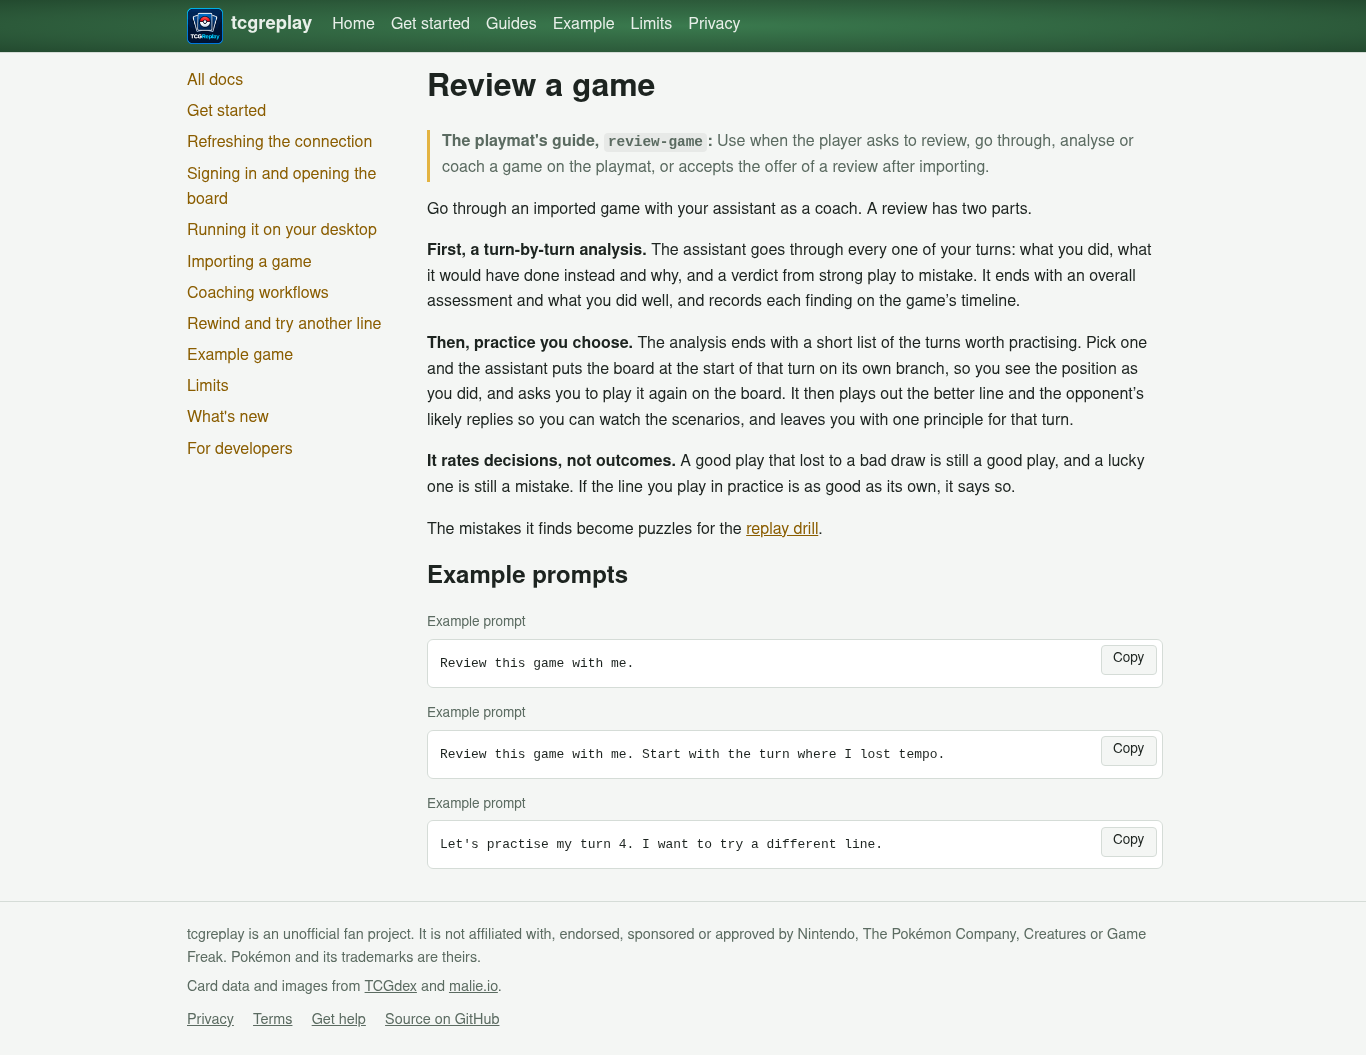 TCGReplay
tcgreplay
Home
Get started
Guides
Example
Limits
Privacy
All docs
Get started
Refreshing the connection
Signing in and opening the
board
Running it on your desktop
Importing a game
Coaching workflows
Rewind and try another line
Example game
Limits
What's new
For developers
Review a game
The playmat's guide, review-game: Use when the player asks to review, go through, analyse or
coach a game on the playmat, or accepts the offer of a review after importing.
Go through an imported game with your assistant as a coach. A review has two parts.
First, a turn-by-turn analysis. The assistant goes through every one of your turns: what you did, what
it would have done instead and why, and a verdict from strong play to mistake. It ends with an overall
assessment and what you did well, and records each finding on the game’s timeline.
Then, practice you choose. The analysis ends with a short list of the turns worth practising. Pick one
and the assistant puts the board at the start of that turn on its own branch, so you see the position as
you did, and asks you to play it again on the board. It then plays out the better line and the opponent’s
likely replies so you can watch the scenarios, and leaves you with one principle for that turn.
It rates decisions, not outcomes. A good play that lost to a bad draw is still a good play, and a lucky
one is still a mistake. If the line you play in practice is as good as its own, it says so.
The mistakes it finds become puzzles for the replay drill.
Example prompts
Example prompt
Review this game with me.
Copy
Example prompt
Review this game with me. Start with the turn where I lost tempo.
Copy
Example prompt
Let's practise my turn 4. I want to try a different line.
Copy
tcgreplay is an unofficial fan project. It is not affiliated with, endorsed, sponsored or approved by Nintendo, The Pokémon Company, Creatures or Game
Freak. Pokémon and its trademarks are theirs.
Card data and images from TCGdex and malie.io.
Privacy
Terms
Get help
Source on GitHub